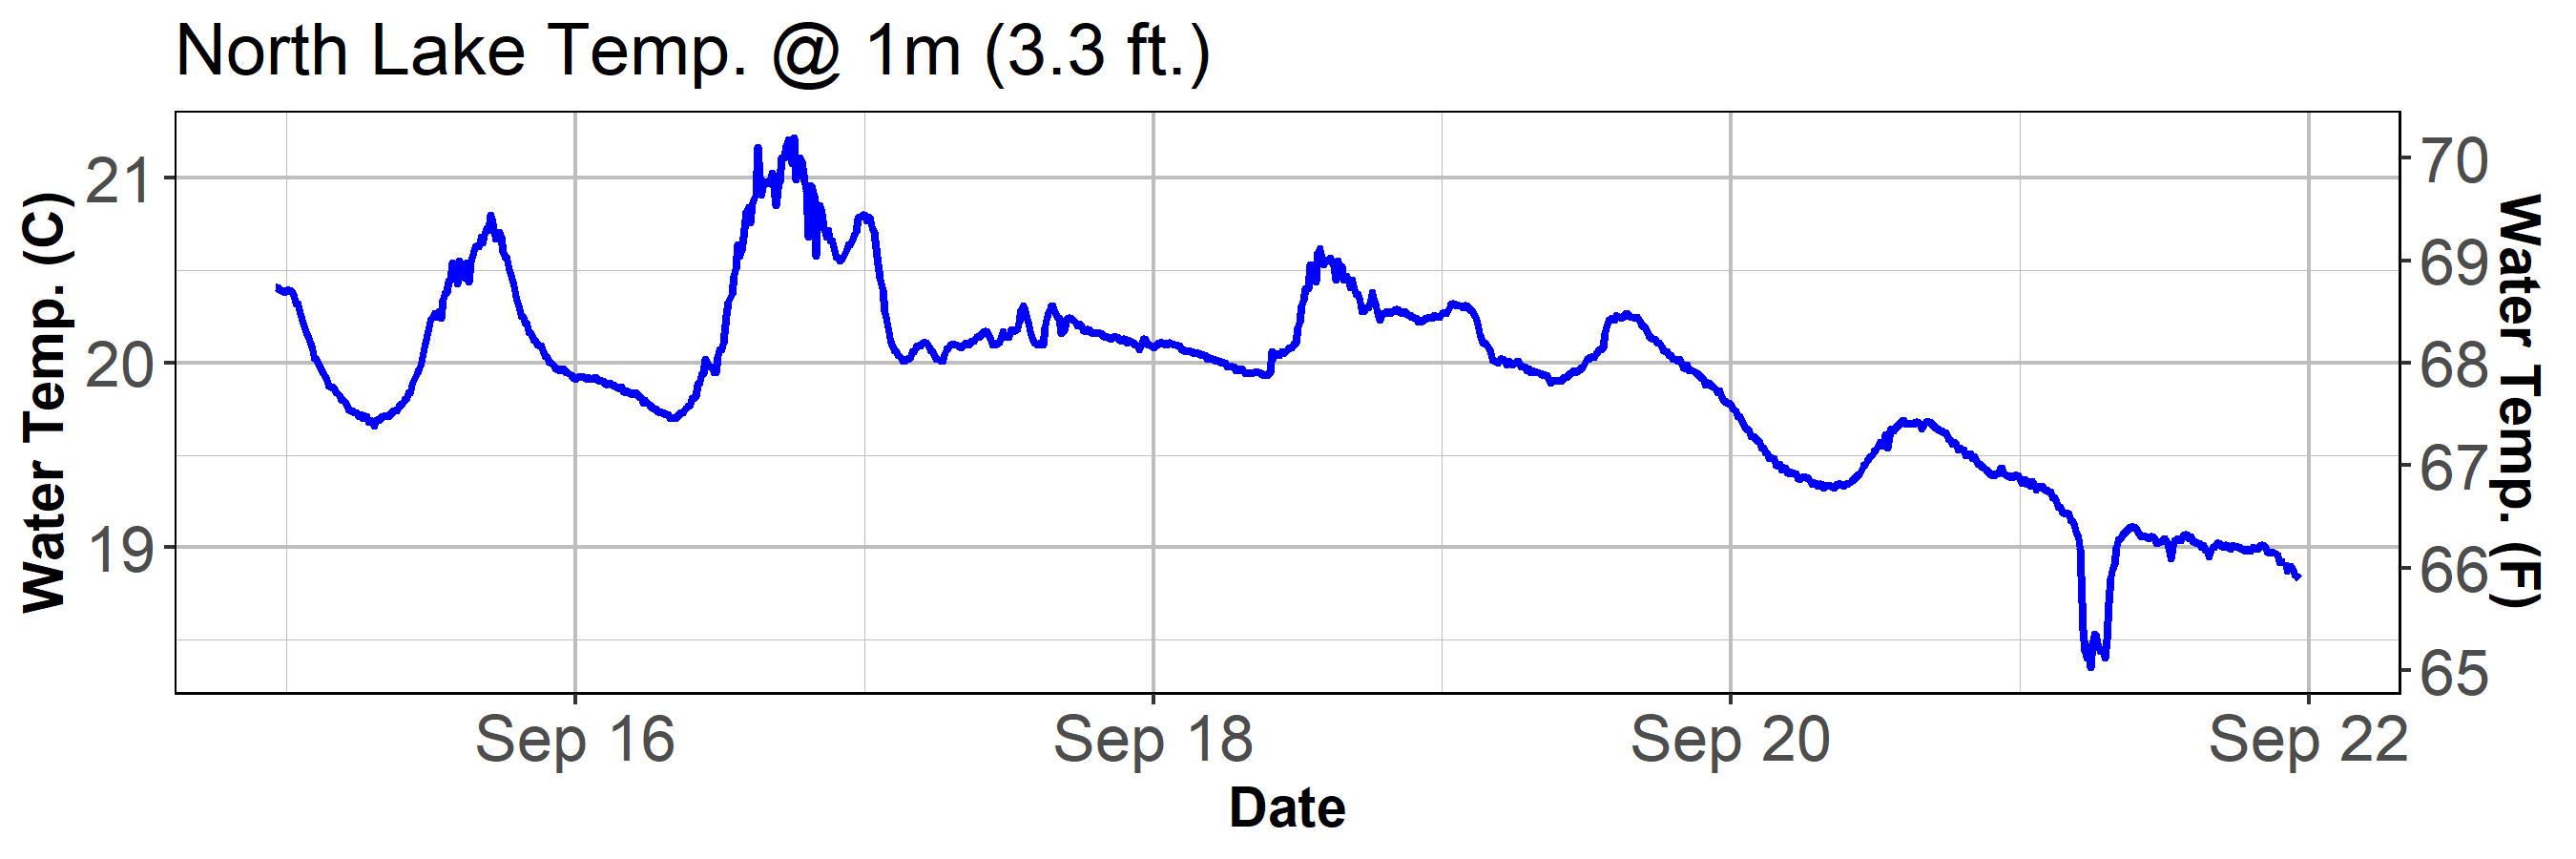 North Lake Temp. @ 1m (3.3 ft.)
Water Temp. (C)
21
20
19
70
69
68
67
66
65
Water Temp. (F)
Sep 16
Sep 18
Sep 20
Sep 22
Date